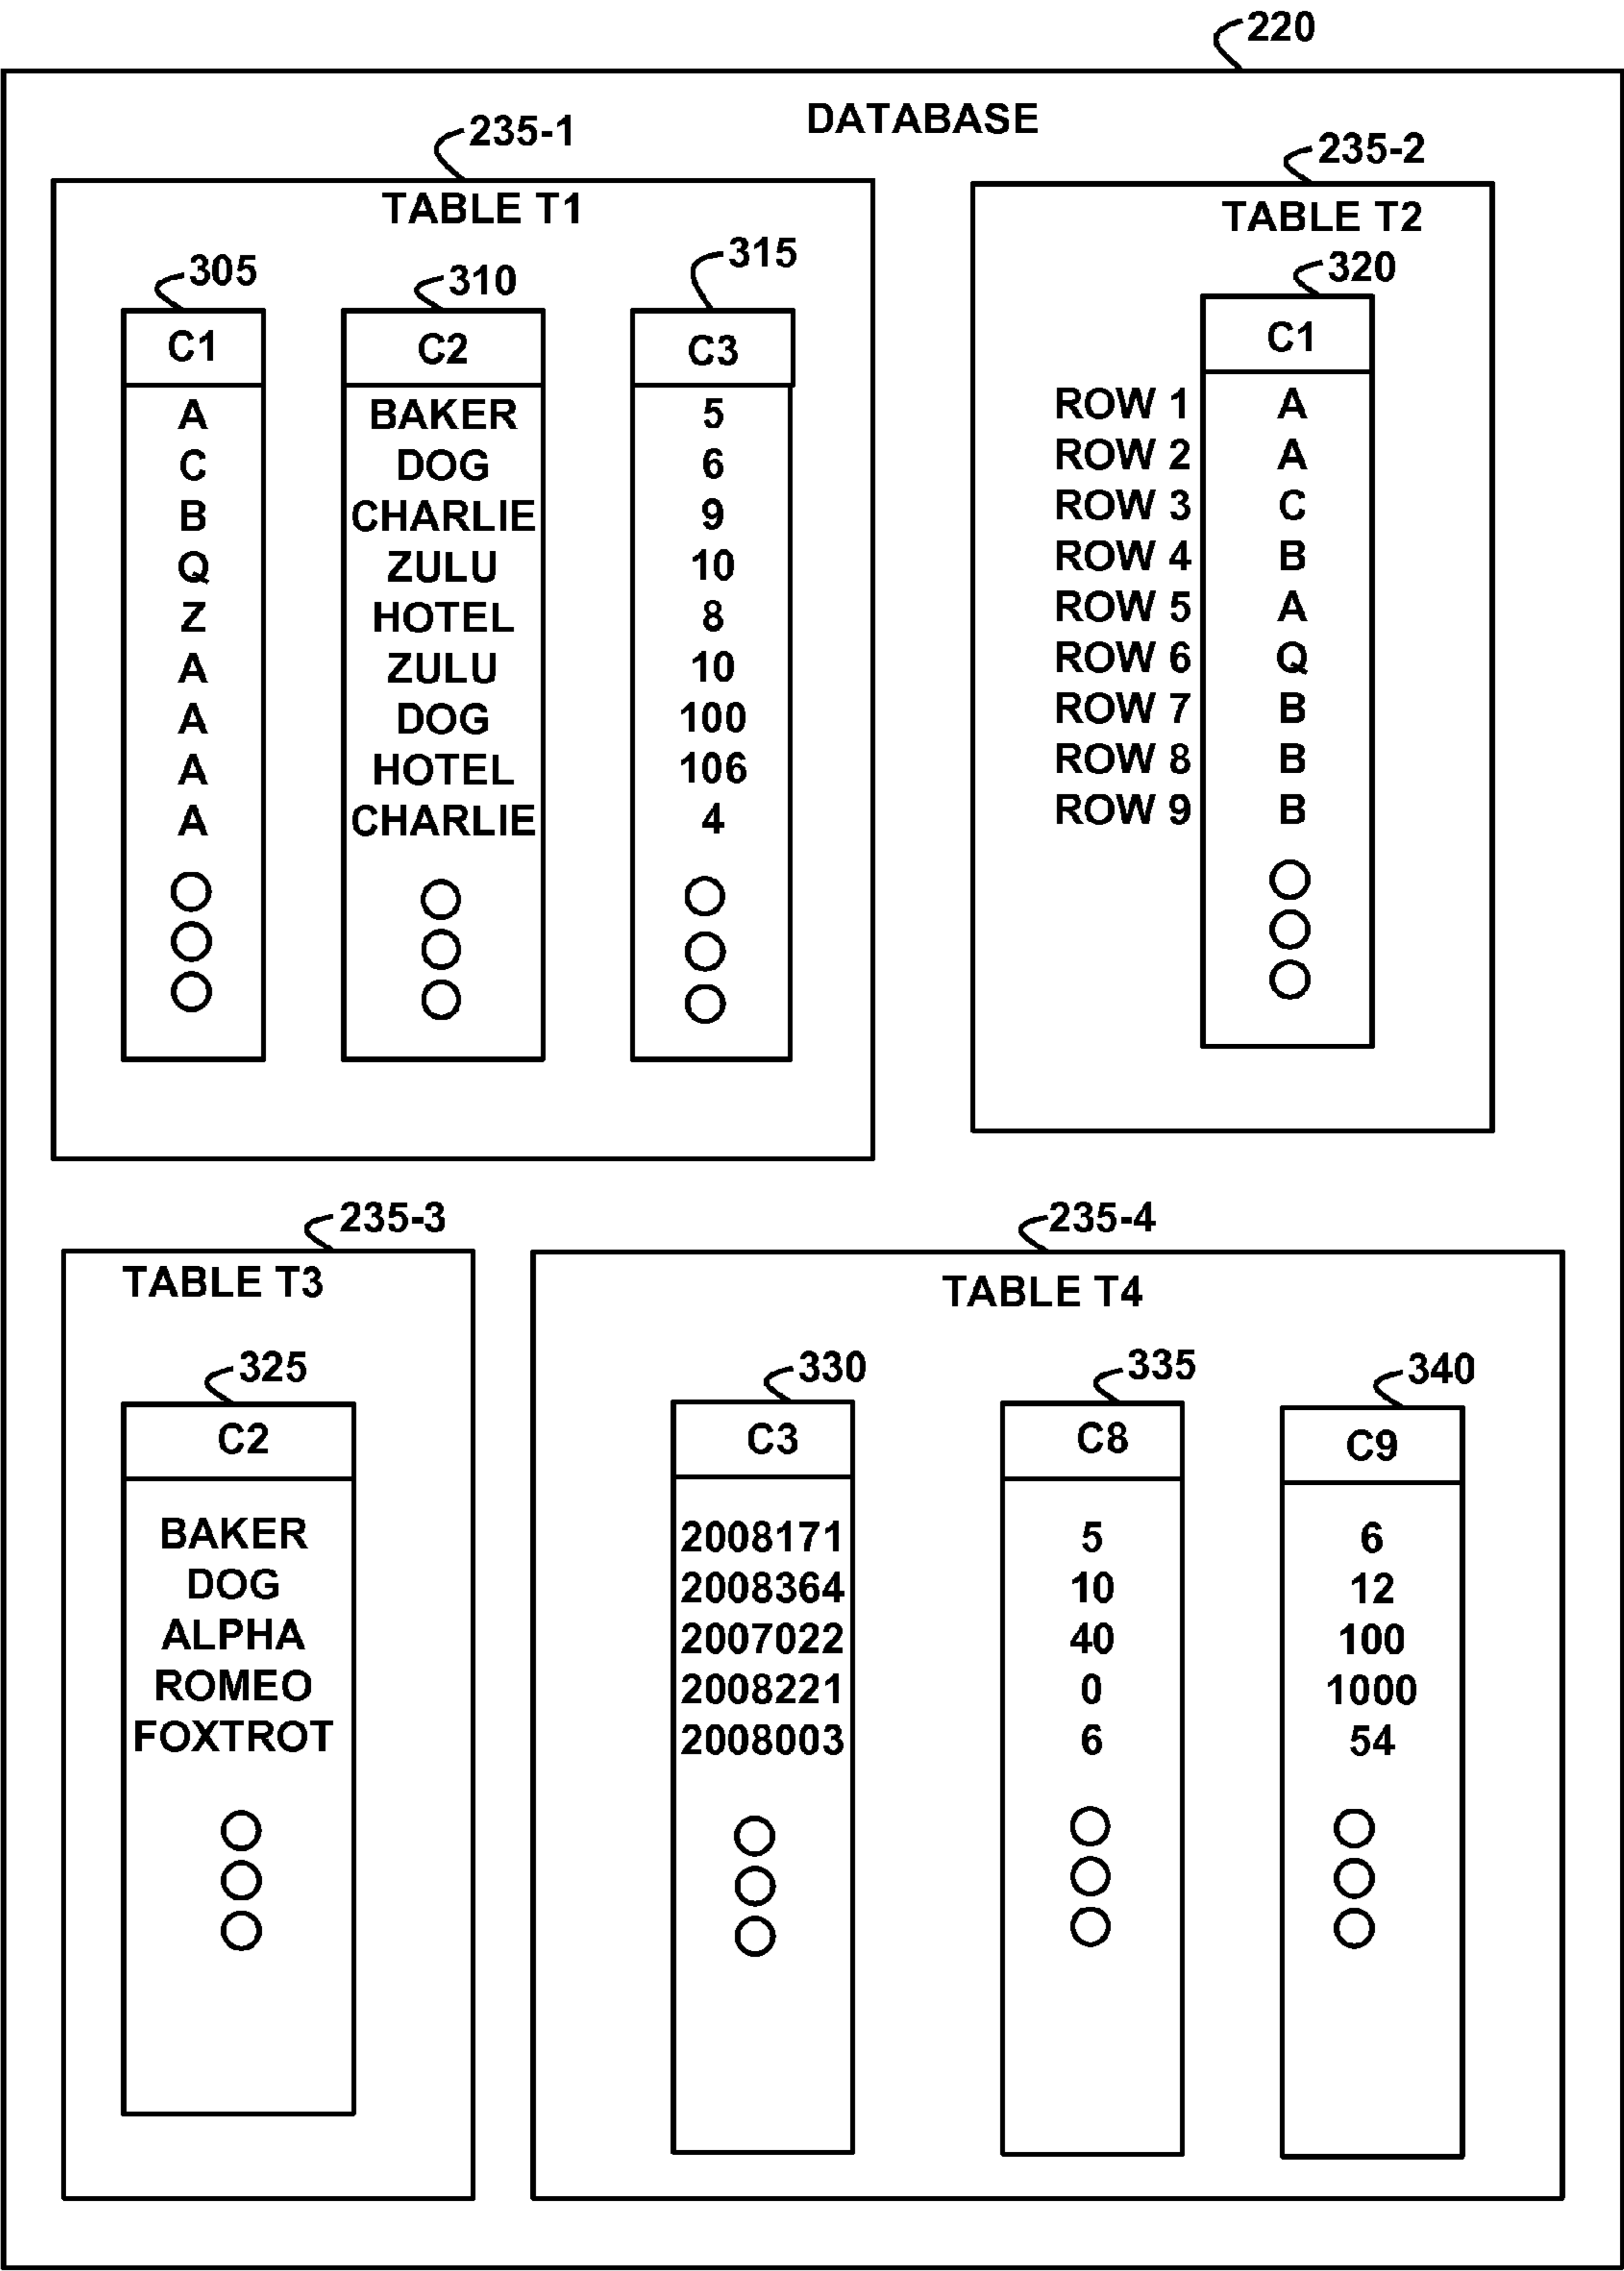 220
DATABASE
235-1
TABLE T1
305
310
315
C1 C2 C3
A BAKER 5
C DOG 6
B CHARLIE 9
Q ZULU 10
Z HOTEL 8
A ZULU 10
A DOG 100
A HOTEL 106
A CHARLIE 4
235-2
TABLE T2
320
C1
ROW 1 A
ROW 2 A
ROW 3 C
ROW 4 B
ROW 5 A
ROW 6 Q
ROW 7 B
ROW 8 B
ROW 9 B
235-3
TABLE T3
325
C2
BAKER
DOG
ALPHA
ROMEO
FOXTROT
235-4
TABLE T4
330
335
340
C3 C8 C9
2008171 5 6
2008364 10 12
2007022 40 100
2008221 0 1000
2008003 6 54